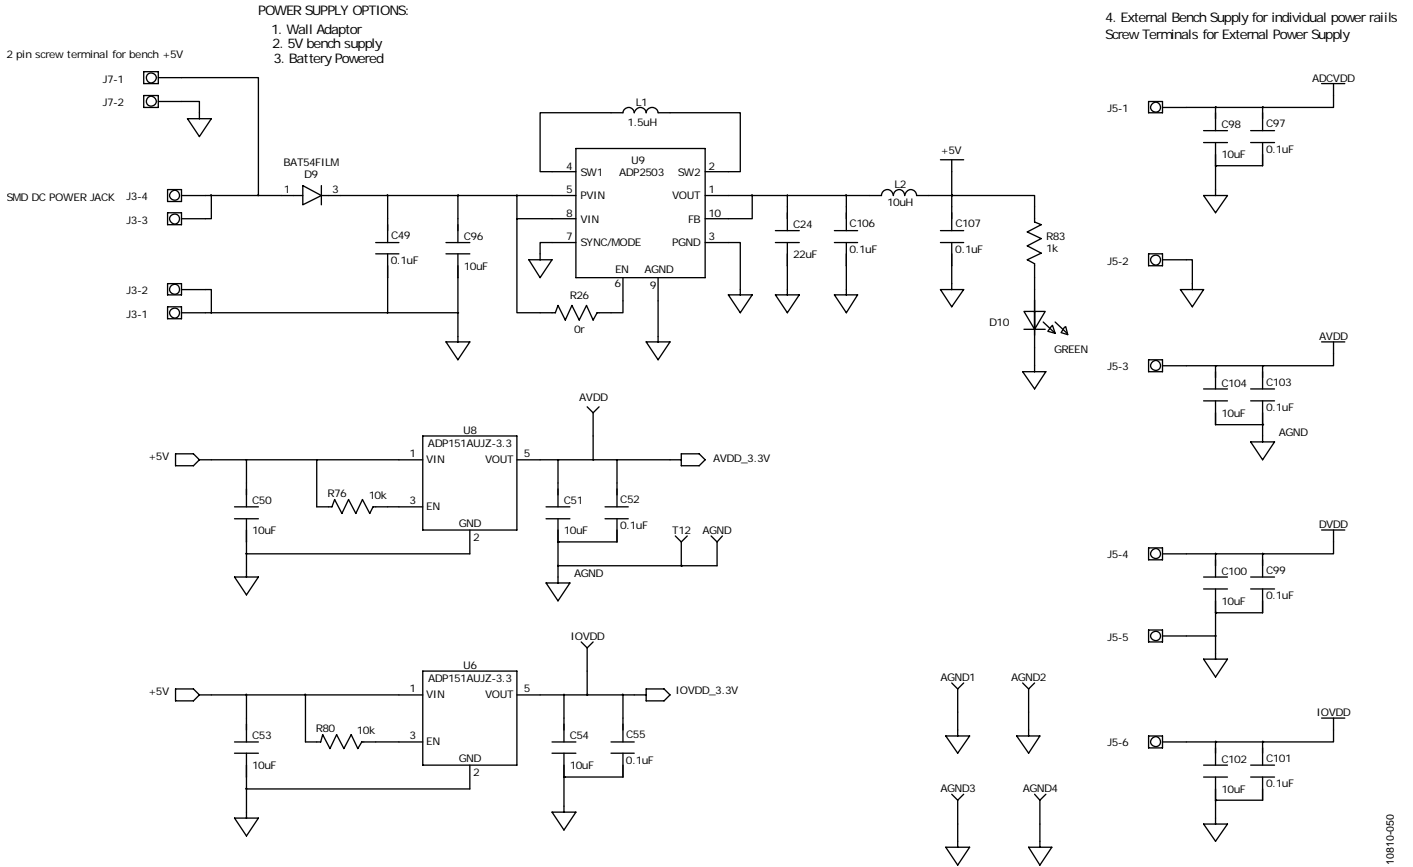 POWER SUPPLY OPTIONS:
1. Wall Adaptor
2. 5V bench supply
3. Battery Powered
4. External Bench Supply for individual power raiils
Screw Terminals for External Power Supply
2 pin screw terminal for bench +5V
J7-1
J7-2
SMD DC POWER JACK J3-4
J3-3
J3-2
J3-1
BAT54FILM
D9
1 3
C49
0.1uF
C96
10uF
L1
1.5uH
U9
ADP2503
4 SW1
SW2 2
5 PVIN
VOUT 1
8 VIN
FB 10
7 SYNC/MODE
PGND 3
EN AGND
6 9
R26
0r
C24
22uF
C106
0.1uF
L2
10uH
+5V
C107
0.1uF
R83
1k
D10
GREEN
J5-1
ADCVDD
C98
10uF
C97
0.1uF
J5-2
J5-3
AVDD
C104
10uF
C103
0.1uF
AGND
J5-4
DVDD
C100
10uF
C99
0.1uF
J5-5
J5-6
IOVDD
C102
10uF
C101
0.1uF
+5V
C50
10uF
R76 10k
U8
ADP151AUJZ-3.3
1 VIN
VOUT 5
3 EN
GND
2
AVDD
AVDD_3.3V
C51
10uF
C52
0.1uF
T12 AGND
AGND
+5V
C53
10uF
R80 10k
U6
ADP151AUJZ-3.3
1 VIN
VOUT 5
3 EN
GND
2
IOVDD
IOVDD_3.3V
C54
10uF
C55
0.1uF
AGND1 AGND2
AGND3 AGND4
10810-050